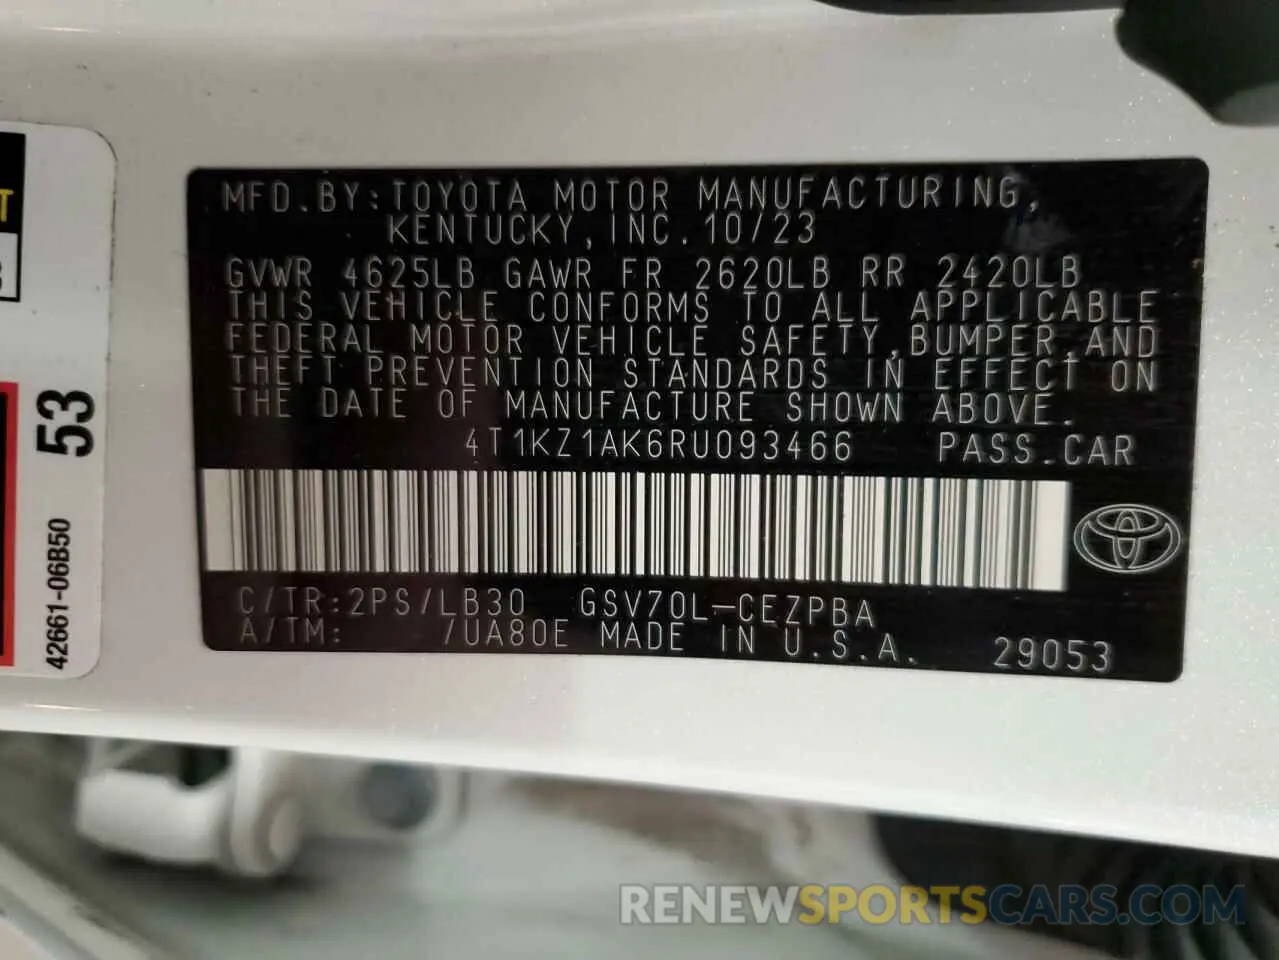 MFD. BY: TOYOTA MOTOR MANUFACTURING,
KENTUCKY, INC. 10/23
GVWR 4625LB GAWR FR 2620LB RR 2420LB
THIS VEHICLE CONFORMS TO ALL APPLICABLE
FEDERAL MOTOR VEHICLE SAFETY, BUMPER, AND
THEFT PREVENTION STANDARDS IN EFFECT ON
THE DATE OF MANUFACTURE SHOWN ABOVE.
4T1KZ1AK6RU093466 PASS. CAR
C/TR: 2PS/LB30 GSV70L-CEZPBA
A/TM: /UA80E MADE IN U.S.A. 29053
53
42661-06B50
RENEWSPORTSCARS.COM